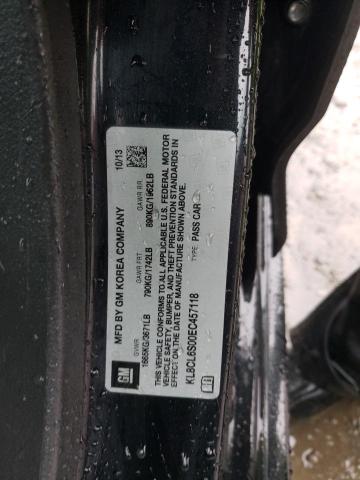 GM
MFD BY GM KOREA COMPANY 10/13
GVWR GAWR FRT GAWR RR
1665KG/3671LB 790KG/1742LB 890KG/1962LB
THIS VEHICLE CONFORMS TO ALL APPLICABLE U.S. FEDERAL MOTOR
VEHICLE SAFETY, BUMPER, AND THEFT PREVENTION STANDARDS IN
EFFECT ON THE DATE OF MANUFACTURE SHOWN ABOVE.
KL8CL6S00EC457118 TYPE: PASS CAR